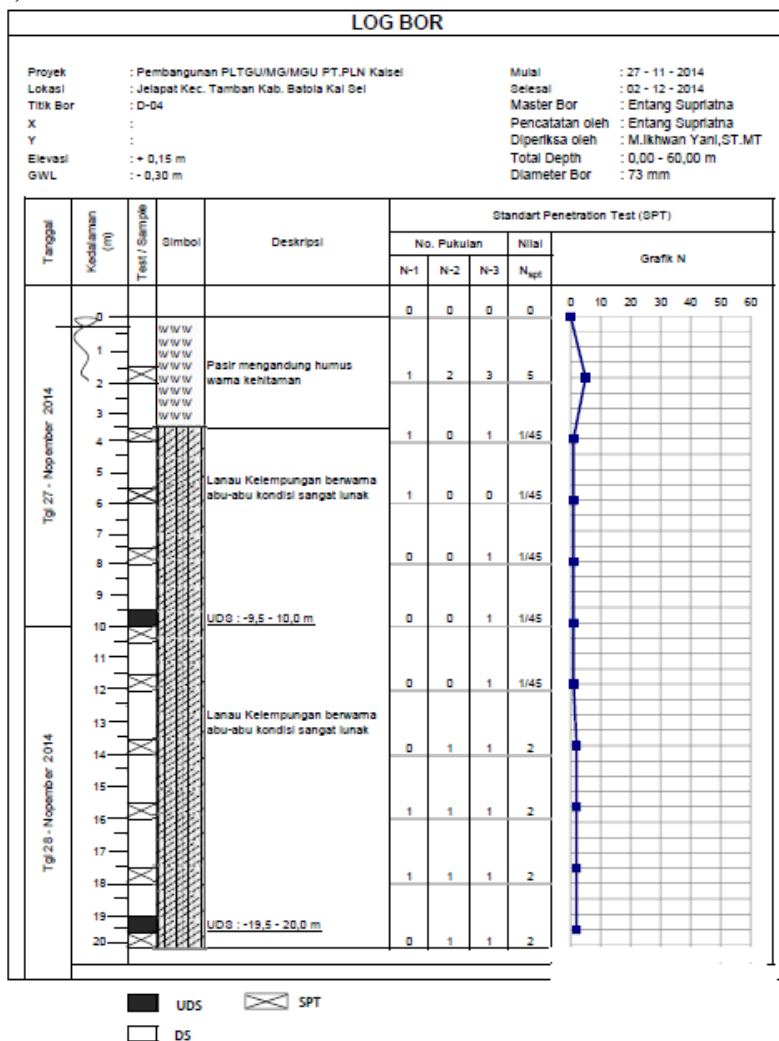 LOG BOR
Proyek : Pembangunan PLTGU/MG/MGU PT.PLN Kalsel
Lokasi : Jelapat Kec. Tamban Kab. Batola Kal Sel
Titik Bor : D-04
X :
Y :
Elevasi : + 0,15 m
GWL : - 0,30 m
Mulai : 27 - 11 - 2014
Selesai : 02 - 12 - 2014
Master Bor : Entang Supriatna
Pencatatan oleh : Entang Supriatna
Diperiksa oleh : M.Ikhwan Yani,ST.MT
Total Depth : 0,00 - 60,00 m
Diameter Bor : 73 mm
Tanggal Kedalaman (m) Test / Sample Simbol Deskripsi Standart Penetration Test (SPT)
No. Pukulan Nilai Grafik N
N-1 N-2 N-3 Nspt
0 10 20 30 40 50 60
0 0 0 0 0
WWW
WWW
1 WWW
WWW
Pasir mengandung humus
warna kehitaman
WWW
2 WWW 1 2 3 5
WWW
3 WWW
4 1 0 1 1/45
5
Lanau Kelempungan berwarna
abu-abu kondisi sangat lunak
6 1 0 0 1/45
7
8 0 0 1 1/45
9
UDS : -9,5 - 10,0 m
10 0 0 1 1/45
11
12 0 0 1 1/45
13
Lanau Kelempungan berwarna
abu-abu kondisi sangat lunak
14 0 1 1 2
15
16 1 1 1 2
17
18 1 1 1 2
19
UDS : -19,5 - 20,0 m
20 0 1 1 2
Tgl 27 - Nopember 2014
Tgl 28 - Nopember 2014
UDS SPT
DS